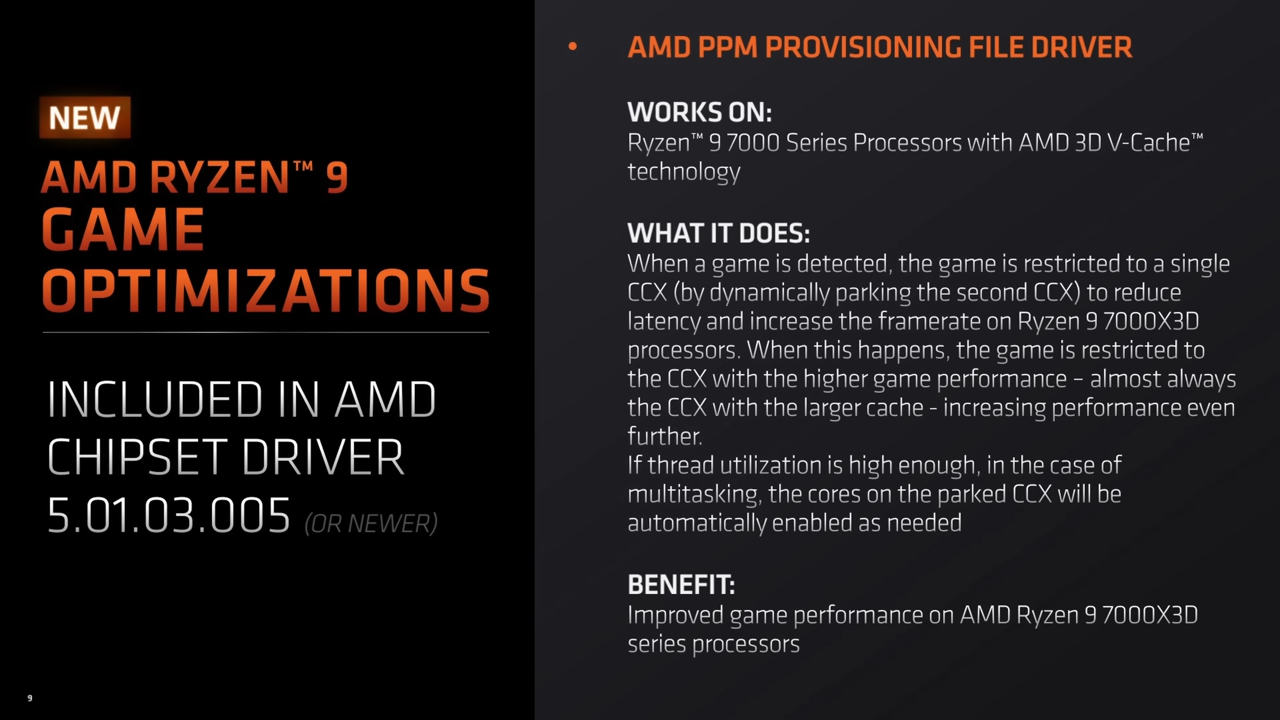 NEW
AMD RYZEN™ 9
GAME
OPTIMIZATIONS
INCLUDED IN AMD
CHIPSET DRIVER
5.01.03.005 (OR NEWER)
9
• AMD PPM PROVISIONING FILE DRIVER
WORKS ON:
Ryzen™ 9 7000 Series Processors with AMD 3D V-Cache™
technology
WHAT IT DOES:
When a game is detected, the game is restricted to a single
CCX (by dynamically parking the second CCX) to reduce
latency and increase the framerate on Ryzen 9 7000X3D
processors. When this happens, the game is restricted to
the CCX with the higher game performance – almost always
the CCX with the larger cache - increasing performance even
further.
If thread utilization is high enough, in the case of
multitasking, the cores on the parked CCX will be
automatically enabled as needed
BENEFIT:
Improved game performance on AMD Ryzen 9 7000X3D
series processors